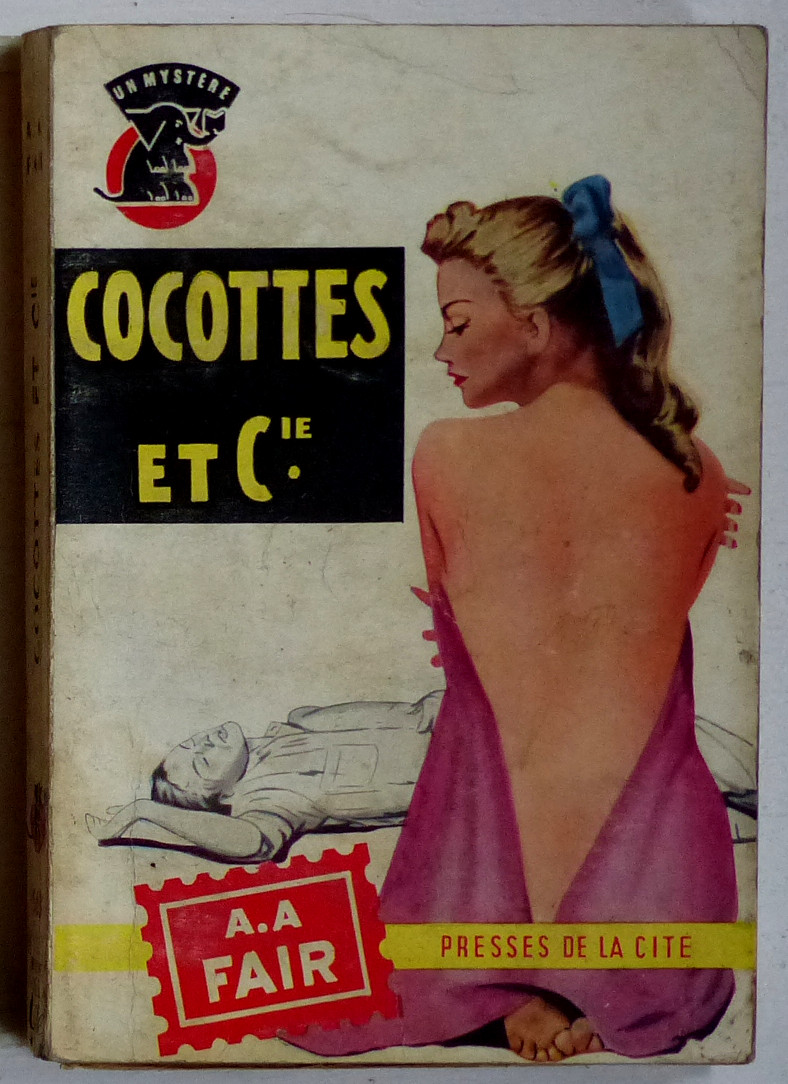 UN MYSTÈRE
COCOTTES
ET CIE.
A.A
FAIR
PRESSES DE LA CITÉ
COCOTTES ET CIE